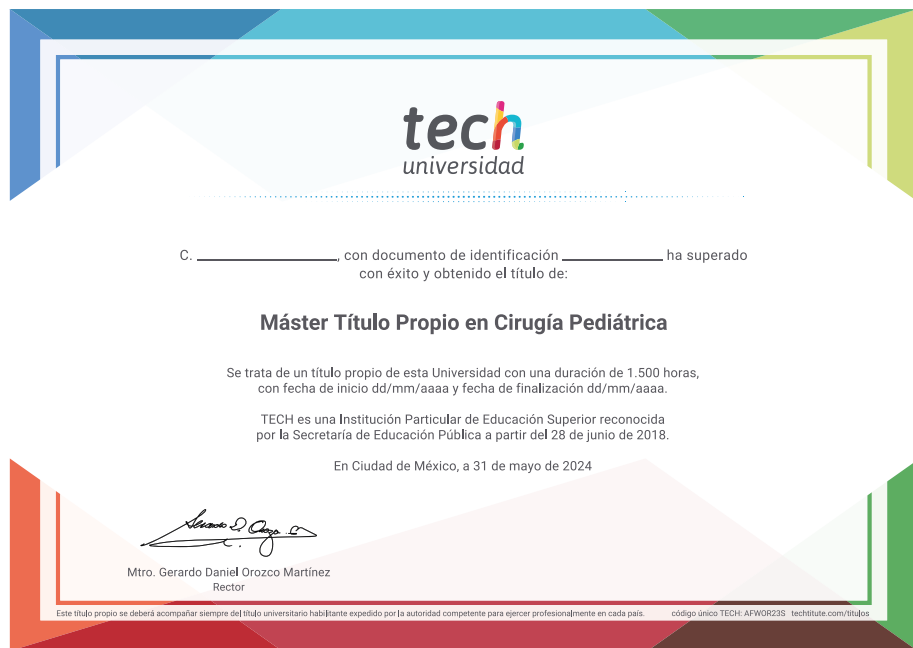 tech
universidad
C. ____________________, con documento de identificación ______________ ha superado
con éxito y obtenido el título de:
Máster Título Propio en Cirugía Pediátrica
Se trata de un título propio de esta Universidad con una duración de 1.500 horas,
con fecha de inicio dd/mm/aaaa y fecha de finalización dd/mm/aaaa.
TECH es una Institución Particular de Educación Superior reconocida
por la Secretaría de Educación Pública a partir del 28 de junio de 2018.
En Ciudad de México, a 31 de mayo de 2024
Mtro. Gerardo Daniel Orozco Martínez
Rector
Este título propio se deberá acompañar siempre del título universitario habilitante expedido por la autoridad competente para ejercer profesionalmente en cada país. código único TECH: AFWOR23S techtitute.com/titulos